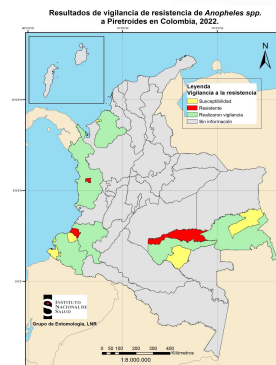 Resultados de vigilancia de resistencia de Anopheles spp.
a Piretroides en Colombia, 2022.
N
Leyenda
Vigilancia a la resistencia
Susceptibilidad
Resistente
Realizaron vigilancia
Sin información
INSTITUTO
NACIONAL DE
SALUD
Grupo de Entomología, LNR
0 50 100 200 300 400
Kilómetros
1:8.000.000